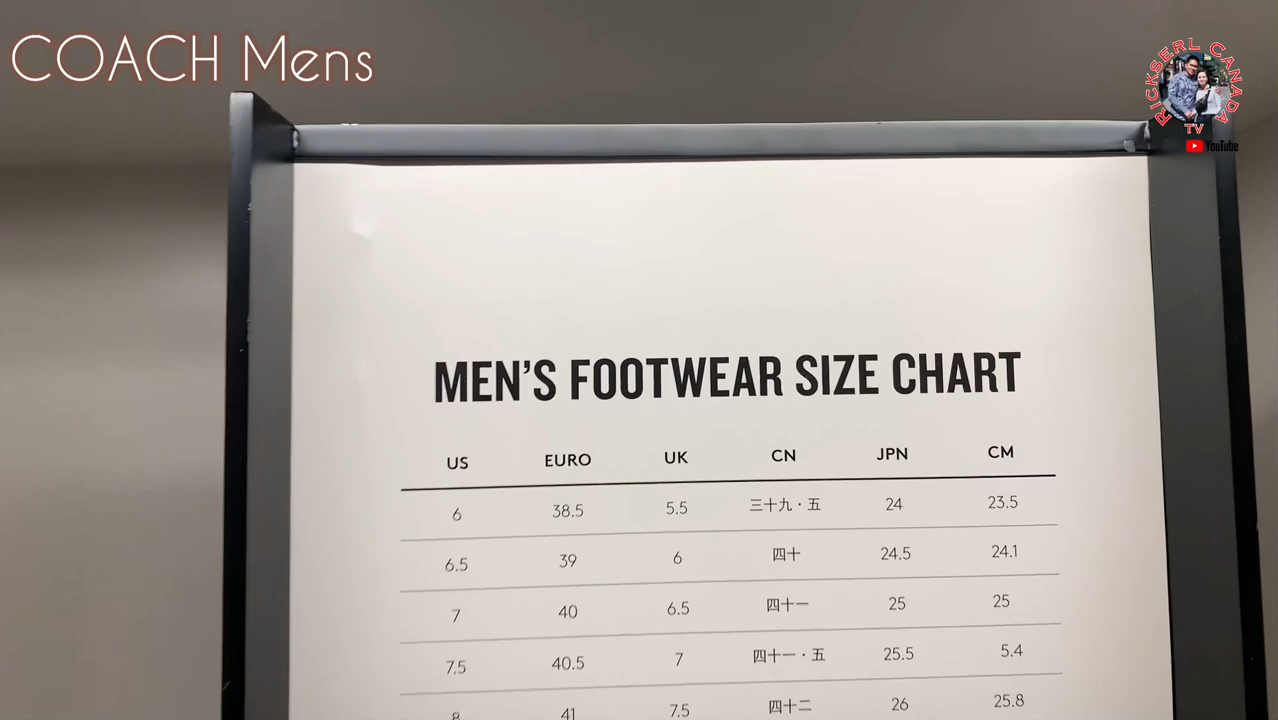 COACH Mens
RICKSERL CANADA
TV
YouTube
MEN'S FOOTWEAR SIZE CHART
US EURO UK CN JPN CM
6 38.5 5.5 三十九·五 24 23.5
6.5 39 6 四十 24.5 24.1
7 40 6.5 四十一 25 25
7.5 40.5 7 四十一·五 25.5 5.4
8 41 7.5 四十二 26 25.8